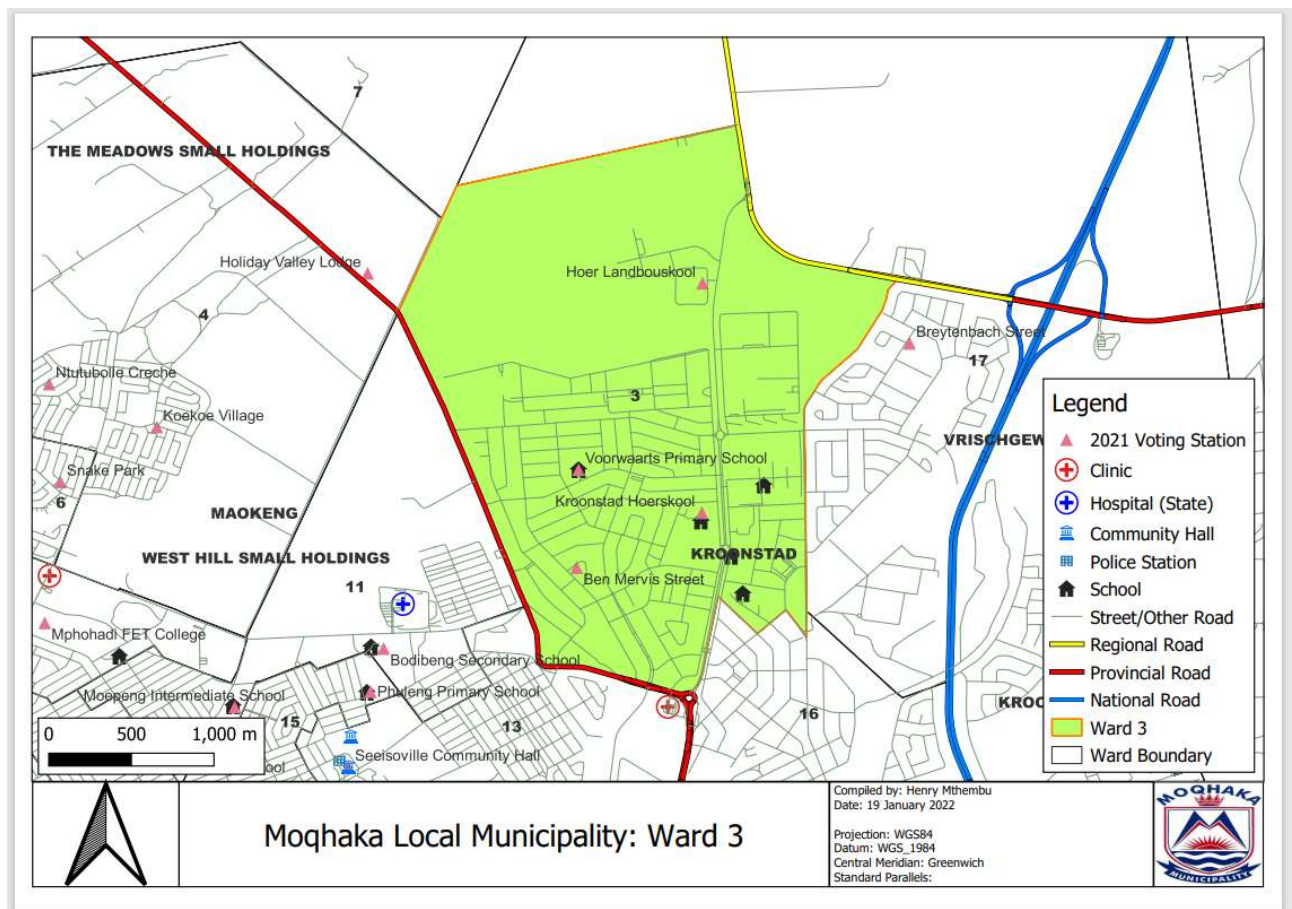 7
THE MEADOWS SMALL HOLDINGS
Holiday Valley Lodge
Hoer Landbouskool
4
Breytenbach Street
17
Ntutubolle Creche
3
Koekoe Village
Legend
2021 Voting Station
VRISCHGEW
Voorwaarts Primary School
Clinic
Snake Park
6
Kroonstad Hoerskool
Hospital (State)
MAOKENG
Community Hall
WEST HILL SMALL HOLDINGS
KROONSTAD
Police Station
11
Ben Mervis Street
School
Street/Other Road
Mphohadi FET College
Regional Road
Bodibeng Secondary School
Provincial Road
Moepeng Intermediate School
Phuleng Primary School
National Road
KROO
15
13
16
Ward 3
0 500 1,000 m
Seeisoville Community Hall
Ward Boundary
ool
Moqhaka Local Municipality: Ward 3
Compiled by: Henry Mthembu
Date: 19 January 2022
Projection: WGS84
Datum: WGS_1984
Central Meridian: Greenwich
Standard Parallels:
MOQHAKA
MUNICIPALITY